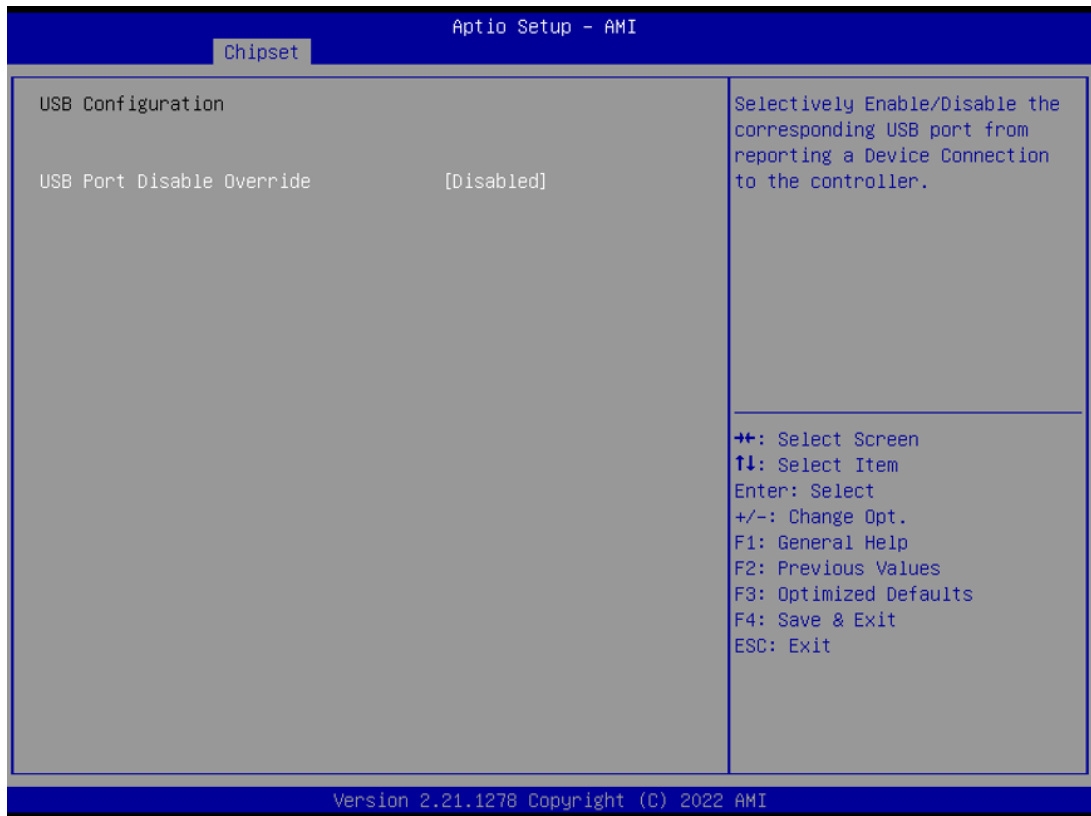 Aptio Setup – AMI
Chipset
USB Configuration
USB Port Disable Override [Disabled]
Selectively Enable/Disable the
corresponding USB port from
reporting a Device Connection
to the controller.
→←: Select Screen
↑↓: Select Item
Enter: Select
+/-: Change Opt.
F1: General Help
F2: Previous Values
F3: Optimized Defaults
F4: Save & Exit
ESC: Exit
Version 2.21.1278 Copyright (C) 2022 AMI